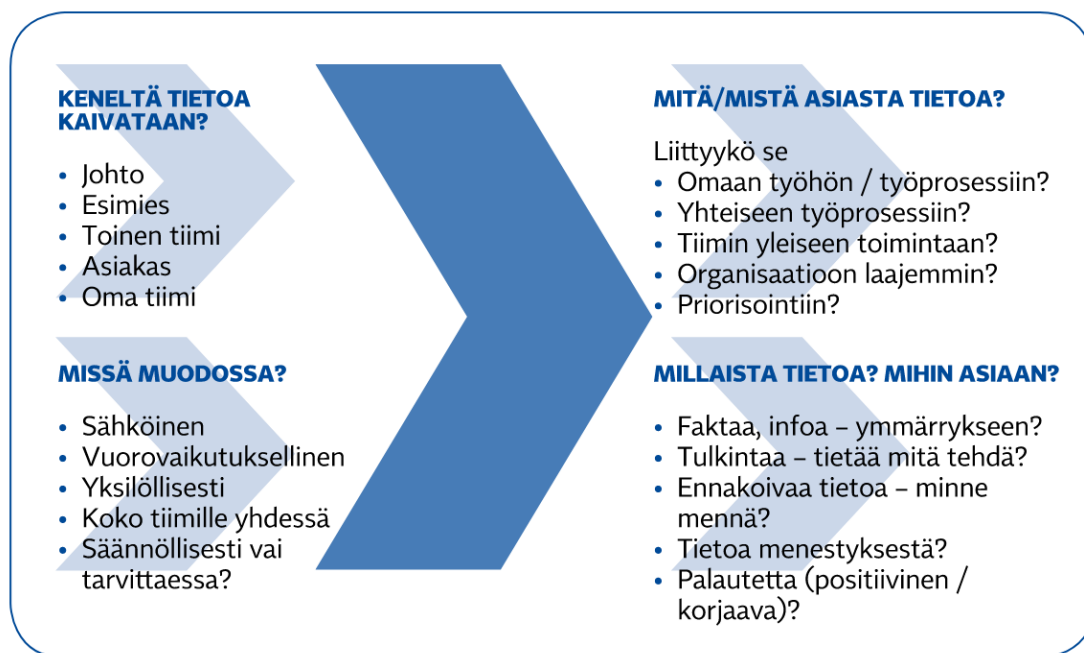 KENELTÄ TIETOA
KAIVATAAN?
• Johto
• Esimies
• Toinen tiimi
• Asiakas
• Oma tiimi
MISSÄ MUODOSSA?
• Sähköinen
• Vuorovaikutuksellinen
• Yksilöllisesti
• Koko tiimille yhdessä
• Säännöllisesti vai
tarvittaessa?
MITÄ/MISTÄ ASIASTA TIETOA?
Liittyykö se
• Omaan työhön / työprosessiin?
• Yhteiseen työprosessiin?
• Tiimin yleiseen toimintaan?
• Organisaatioon laajemmin?
• Priorisointiin?
MILLAISTA TIETOA? MIHIN ASIAAN?
• Faktaa, infoa – ymmärrykseen?
• Tulkintaa – tietää mitä tehdä?
• Ennakoivaa tietoa – minne
mennä?
• Tietoa menestyksestä?
• Palautetta (positiivinen /
korjaava)?